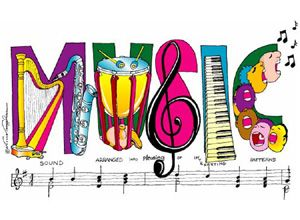 MUSIC
SOUND ARRANGED INTO pleasing OR INTERESTING PATTERNS